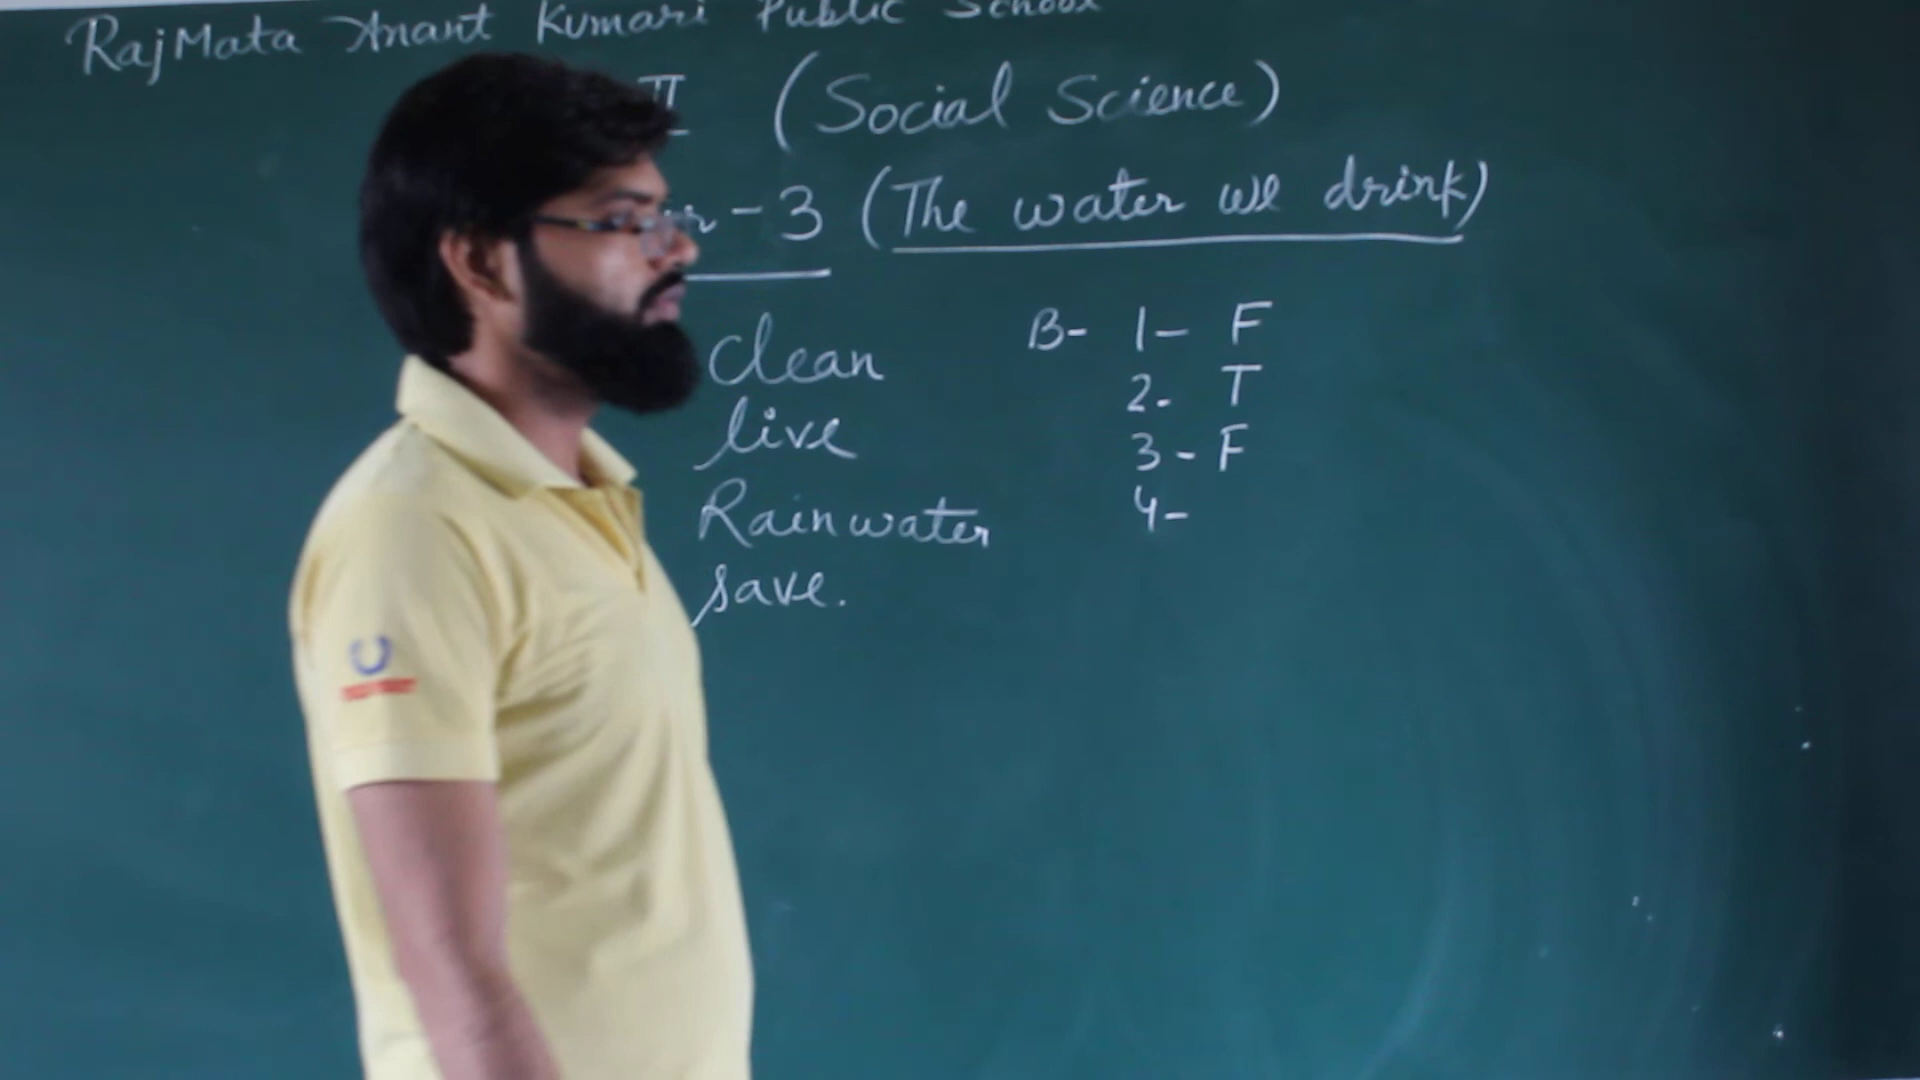 RajMata Anant Kumari Public School
II (Social Science)
r-3 (The water we drink)
Clean
live
Rainwater
save.
B- 1- F
2- T
3- F
4-